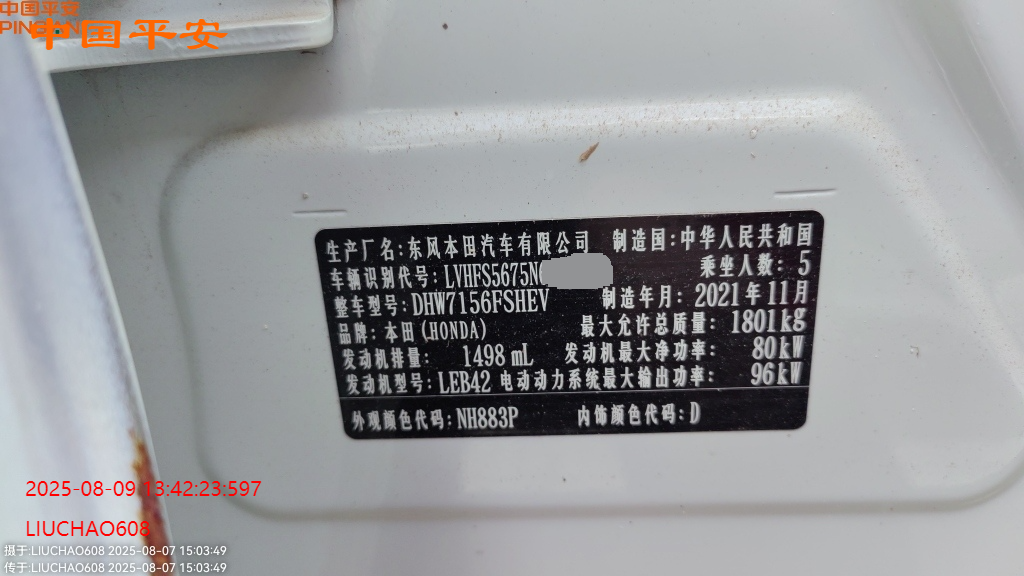 中国平安
PING AN
中国平安
生产厂名:东风本田汽车有限公司 制造国:中华人民共和国
车辆识别代号:LVHFS5675N 乘坐人数:5
整车型号:DHW7156FSHEV 制造年月:2021年11月
品牌:本田(HONDA) 最大允许总质量:1801kg
发动机排量: 1498mL 发动机最大净功率: 80kW
发动机型号:LEB42 电动动力系统最大输出功率: 96kW
外观颜色代码:NH883P 内饰颜色代码:D
2025-08-09 13:42:23:597
LIUCHAO608
摄于 LIUCHAO608 2025-08-07 15:03:49
传于 LIUCHAO608 2025-08-07 15:03:49